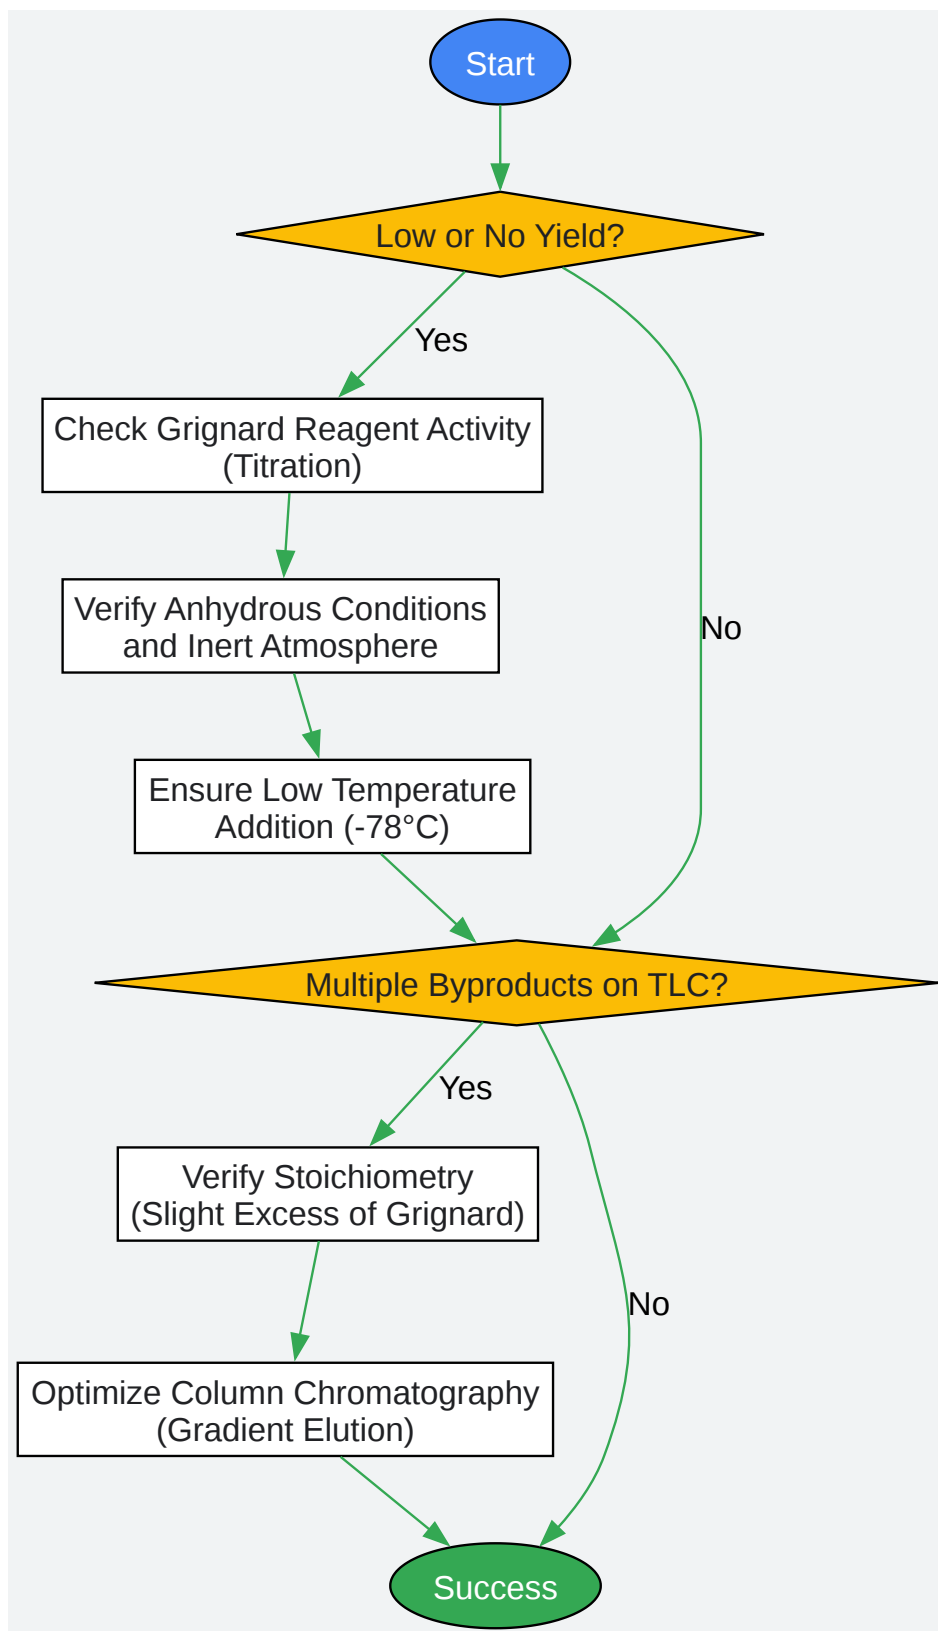 Start
Low or No Yield?
Yes
Check Grignard Reagent Activity
(Titration)
Verify Anhydrous Conditions
and Inert Atmosphere
No
Ensure Low Temperature
Addition (-78°C)
Multiple Byproducts on TLC?
Yes
Verify Stoichiometry
(Slight Excess of Grignard)
No
Optimize Column Chromatography
(Gradient Elution)
Success